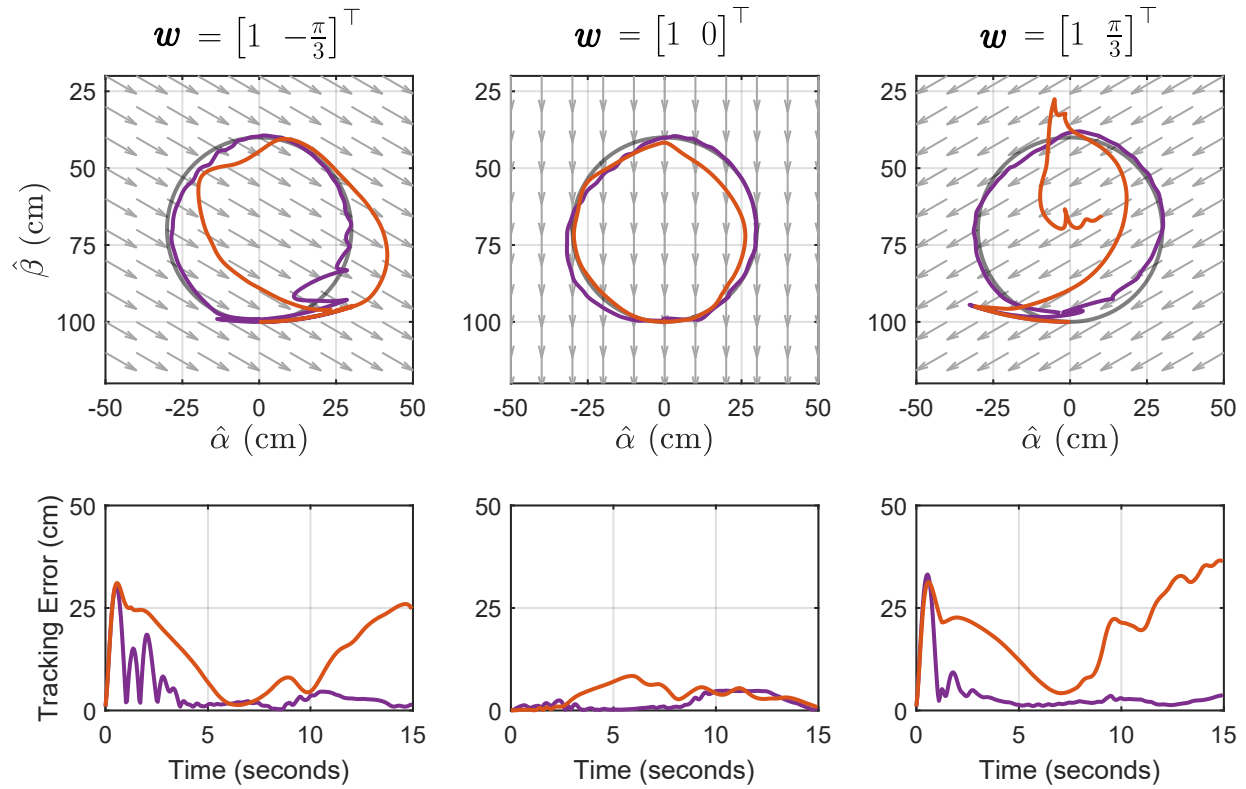 w = [1 -π/3]^⊤
w = [1 0]^⊤
w = [1 π/3]^⊤
β̂ (cm)
25
50
75
100
-50 -25 0 25 50
α̂ (cm)
25
50
75
100
-50 -25 0 25 50
α̂ (cm)
25
50
75
100
-50 -25 0 25 50
α̂ (cm)
Tracking Error (cm)
50
25
0
0 5 10 15
Time (seconds)
50
25
0
0 5 10 15
Time (seconds)
50
25
0
0 5 10 15
Time (seconds)